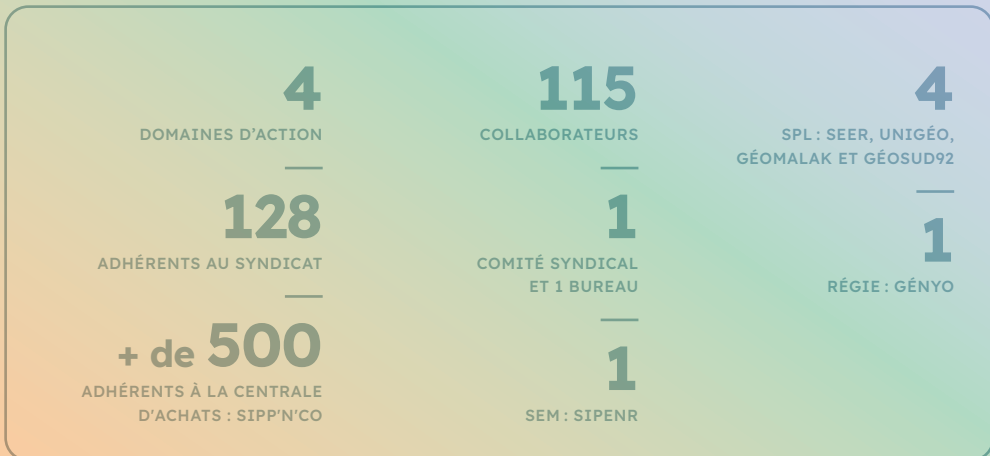 4
DOMAINES D'ACTION
128
ADHÉRENTS AU SYNDICAT
+ de 500
ADHÉRENTS À LA CENTRALE
D'ACHATS : SIPP'N'CO
115
COLLABORATEURS
1
COMITÉ SYNDICAL
ET 1 BUREAU
1
SEM : SIPENR
4
SPL : SEER, UNIGÉO,
GÉOMALAK ET GÉOSUD92
1
RÉGIE : GÉNYO